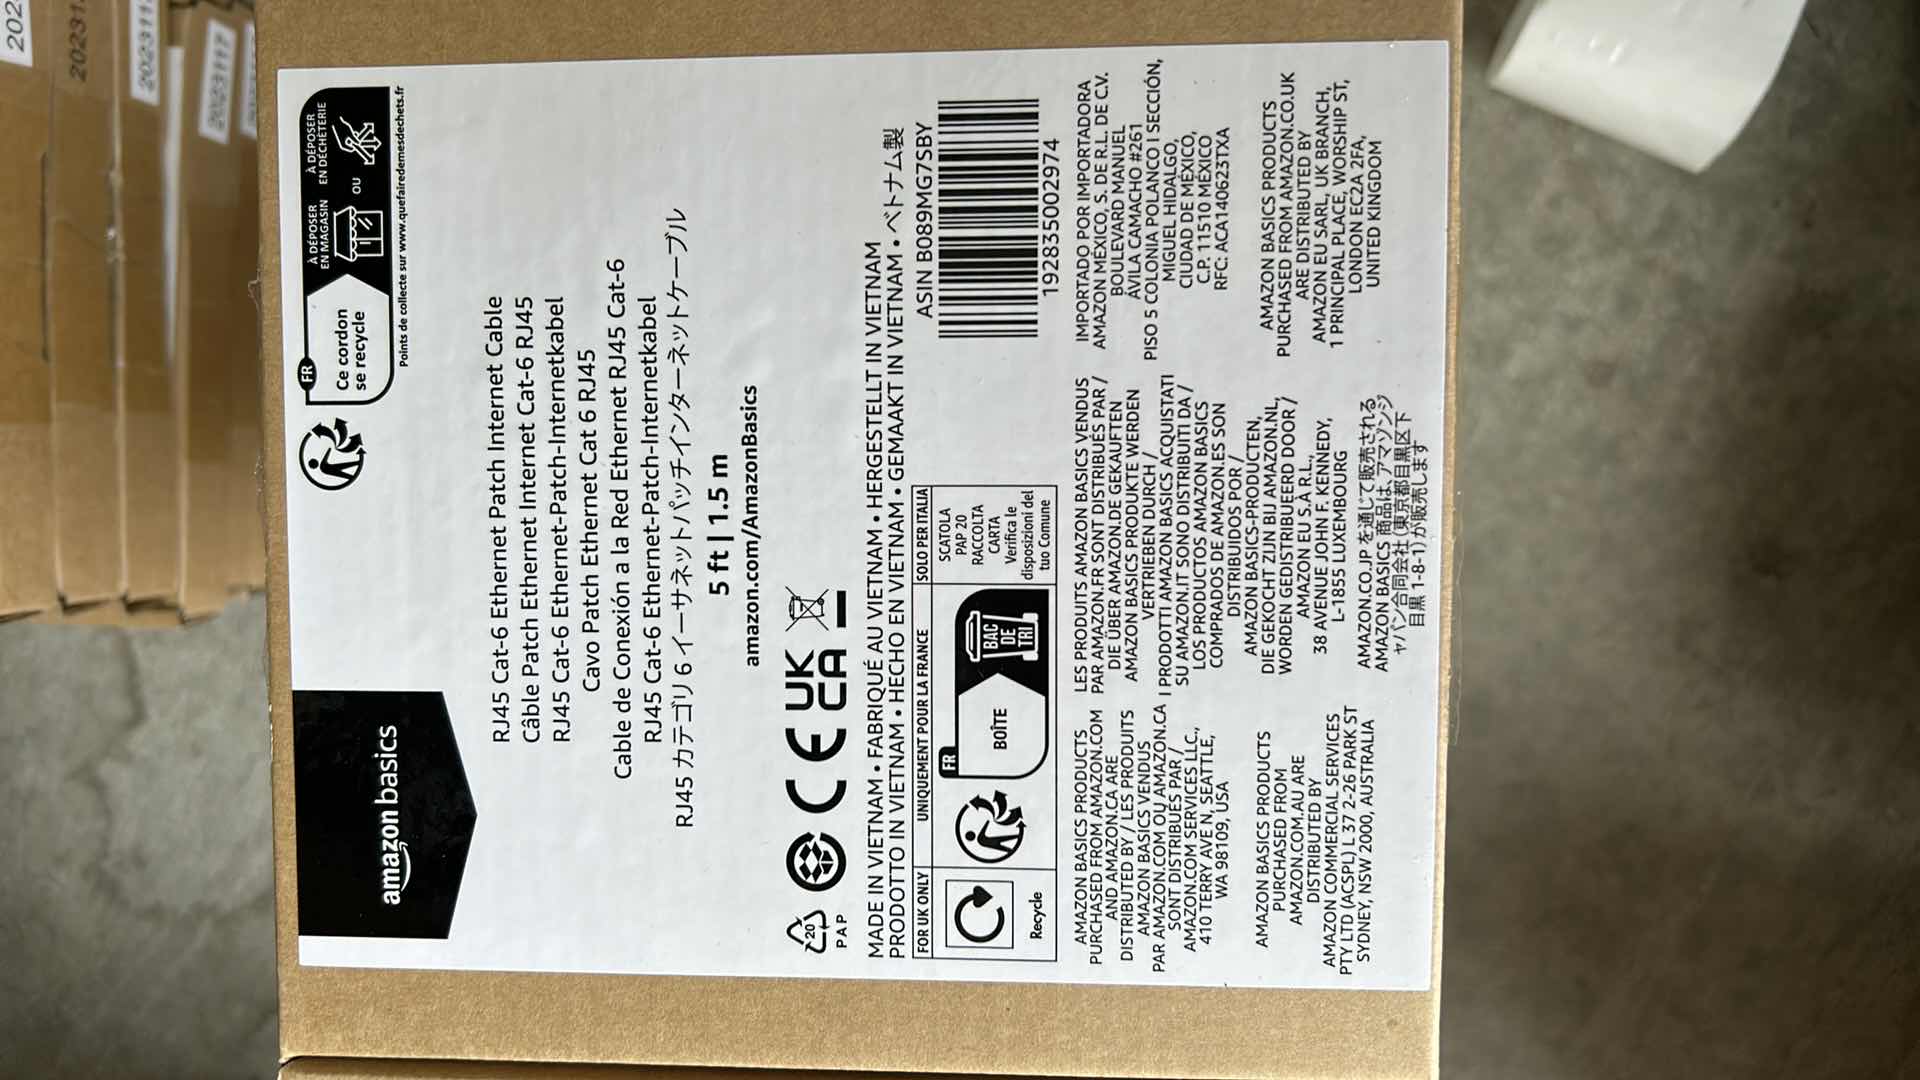 amazon basics
FR
Ce cordon
se recycle
À DÉPOSER
EN MAGASIN
OU
À DÉPOSER
EN DÉCHÈTERIE
Points de collecte sur www.quefairedemesdechets.fr
RJ45 Cat-6 Ethernet Patch Internet Cable
Câble Patch Ethernet Internet Cat-6 RJ45
RJ45 Cat-6 Ethernet-Patch-Internetkabel
Cavo Patch Ethernet Cat 6 RJ45
Cable de Conexión a la Red Ethernet RJ45 Cat-6
RJ45 Cat-6 Ethernet-Patch-Internetkabel
RJ45 カテゴリ 6 イーサネットパッチインターネットケーブル
5 ft | 1.5 m
amazon.com/AmazonBasics
20
PAP
CE
UK
CA
MADE IN VIETNAM • FABRIQUÉ AU VIETNAM • HERGESTELLT IN VIETNAM
PRODOTTO IN VIETNAM • HECHO EN VIETNAM • GEMAAKT IN VIETNAM • ベトナム製
FOR UK ONLY
Recycle
UNIQUEMENT POUR LA FRANCE
FR
BOÎTE
BAC
DE
TRI
SOLO PER ITALIA
SCATOLA
PAP 20
RACCOLTA
CARTA
Verifica le
disposizioni del
tuo Comune
ASIN B089MG7SBY
192835002974
AMAZON BASICS PRODUCTS
PURCHASED FROM AMAZON.COM
AND AMAZON.CA ARE
DISTRIBUTED BY / LES PRODUITS
AMAZON BASICS VENDUS
PAR AMAZON.COM OU AMAZON.CA
SONT DISTRIBUÉS PAR /
AMAZON.COM SERVICES LLC.,
410 TERRY AVE N, SEATTLE,
WA 98109, USA
AMAZON BASICS PRODUCTS
PURCHASED FROM
AMAZON.COM.AU ARE
DISTRIBUTED BY
AMAZON COMMERCIAL SERVICES
PTY LTD (ACSPL) L 37 2-26 PARK ST
SYDNEY, NSW 2000, AUSTRALIA
LES PRODUITS AMAZON BASICS VENDUS
PAR AMAZON.FR SONT DISTRIBUÉS PAR /
DIE ÜBER AMAZON.DE GEKAUFTEN
AMAZON BASICS PRODUKTE WERDEN
VERTRIEBEN DURCH /
I PRODOTTI AMAZON BASICS ACQUISTATI
SU AMAZON.IT SONO DISTRIBUITI DA /
LOS PRODUCTOS AMAZON BASICS
COMPRADOS DE AMAZON.ES SON
DISTRIBUIDOS POR /
AMAZON BASICS-PRODUCTEN,
DIE GEKOCHT ZIJN BIJ AMAZON.NL,
WORDEN GEDISTRIBUEERD DOOR /
AMAZON EU S.À R.L.,
38 AVENUE JOHN F. KENNEDY,
L-1855 LUXEMBOURG
AMAZON.CO.JP を通じて販売される
AMAZON BASICS 商品は、アマゾンジ
ャパン合同会社（東京都目黒区下
目黒 1-8-1）が販売します
IMPORTADO POR IMPORTADORA
AMAZON MÉXICO, S. DE R.L. DE C.V.
BOULEVARD MANUEL
ÁVILA CAMACHO #261
PISO 5 COLONIA POLANCO I SECCIÓN,
MIGUEL HIDALGO,
CIUDAD DE MÉXICO,
C.P. 11510 MÉXICO
RFC: ACA140623TXA
AMAZON BASICS PRODUCTS
PURCHASED FROM AMAZON.CO.UK
ARE DISTRIBUTED BY
AMAZON EU SARL, UK BRANCH,
1 PRINCIPAL PLACE, WORSHIP ST,
LONDON EC2A 2FA,
UNITED KINGDOM
2023117